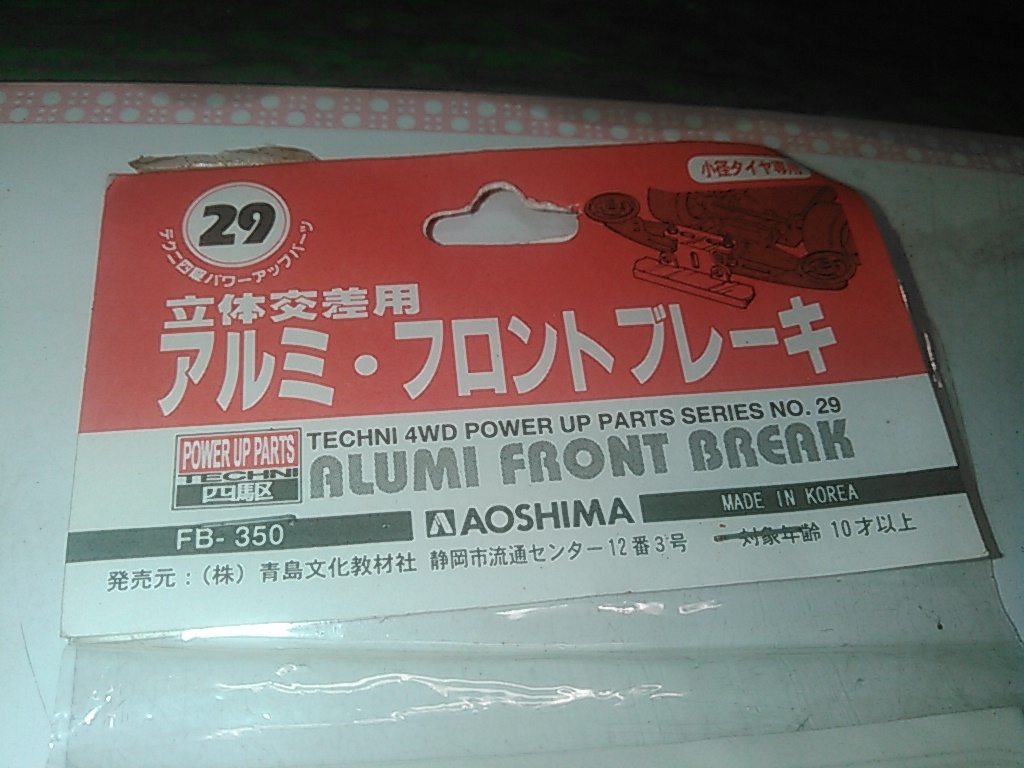 小径タイヤ専用
29
テクニ四駆パワーアップパーツ
立体交差用
アルミ・フロントブレーキ
POWER UP PARTS
TECHNI
四駆
TECHNI 4WD POWER UP PARTS SERIES NO. 29
ALUMI FRONT BREAK
FB-350
AOSHIMA
MADE IN KOREA
発売元:(株)青島文化教材社 静岡市流通センター12番3号
対象年齢 10才以上